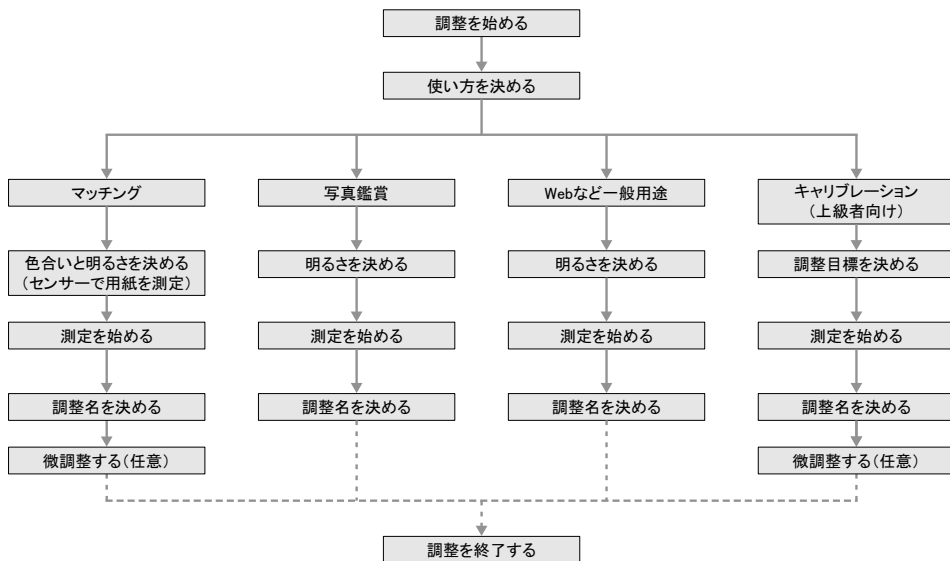 調整を始める
使い方を決める
マッチング
写真鑑賞
Webなど一般用途
キャリブレーション
（上級者向け）
色合いと明るさを決める
（センサーで用紙を測定）
明るさを決める
明るさを決める
調整目標を決める
測定を始める
測定を始める
測定を始める
測定を始める
調整名を決める
調整名を決める
調整名を決める
調整名を決める
微調整する（任意）
微調整する（任意）
調整を終了する